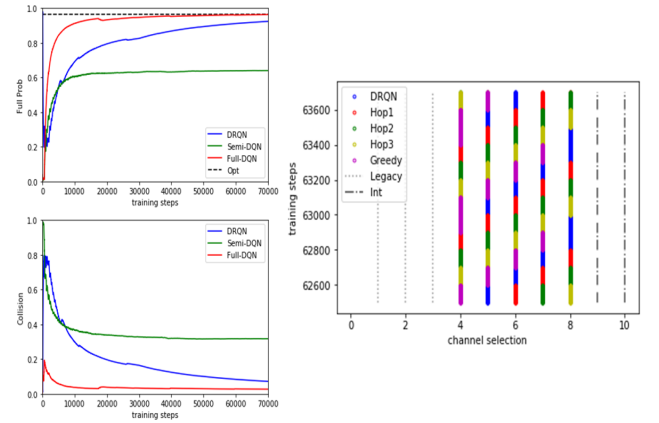 1.0
0.8
0.6
0.4
0.2
0.0
Full Prob
DRQN
Semi-DQN
Full-DQN
Opt
0 10000 20000 30000 40000 50000 60000 70000
training steps
1.0
0.8
0.6
0.4
0.2
0.0
Collision
DRQN
Semi-DQN
Full-DQN
0 10000 20000 30000 40000 50000 60000 70000
training steps
63600
63400
63200
63000
62800
62600
training steps
DRQN
Hop1
Hop2
Hop3
Greedy
Legacy
Int
0 2 4 6 8 10
channel selection